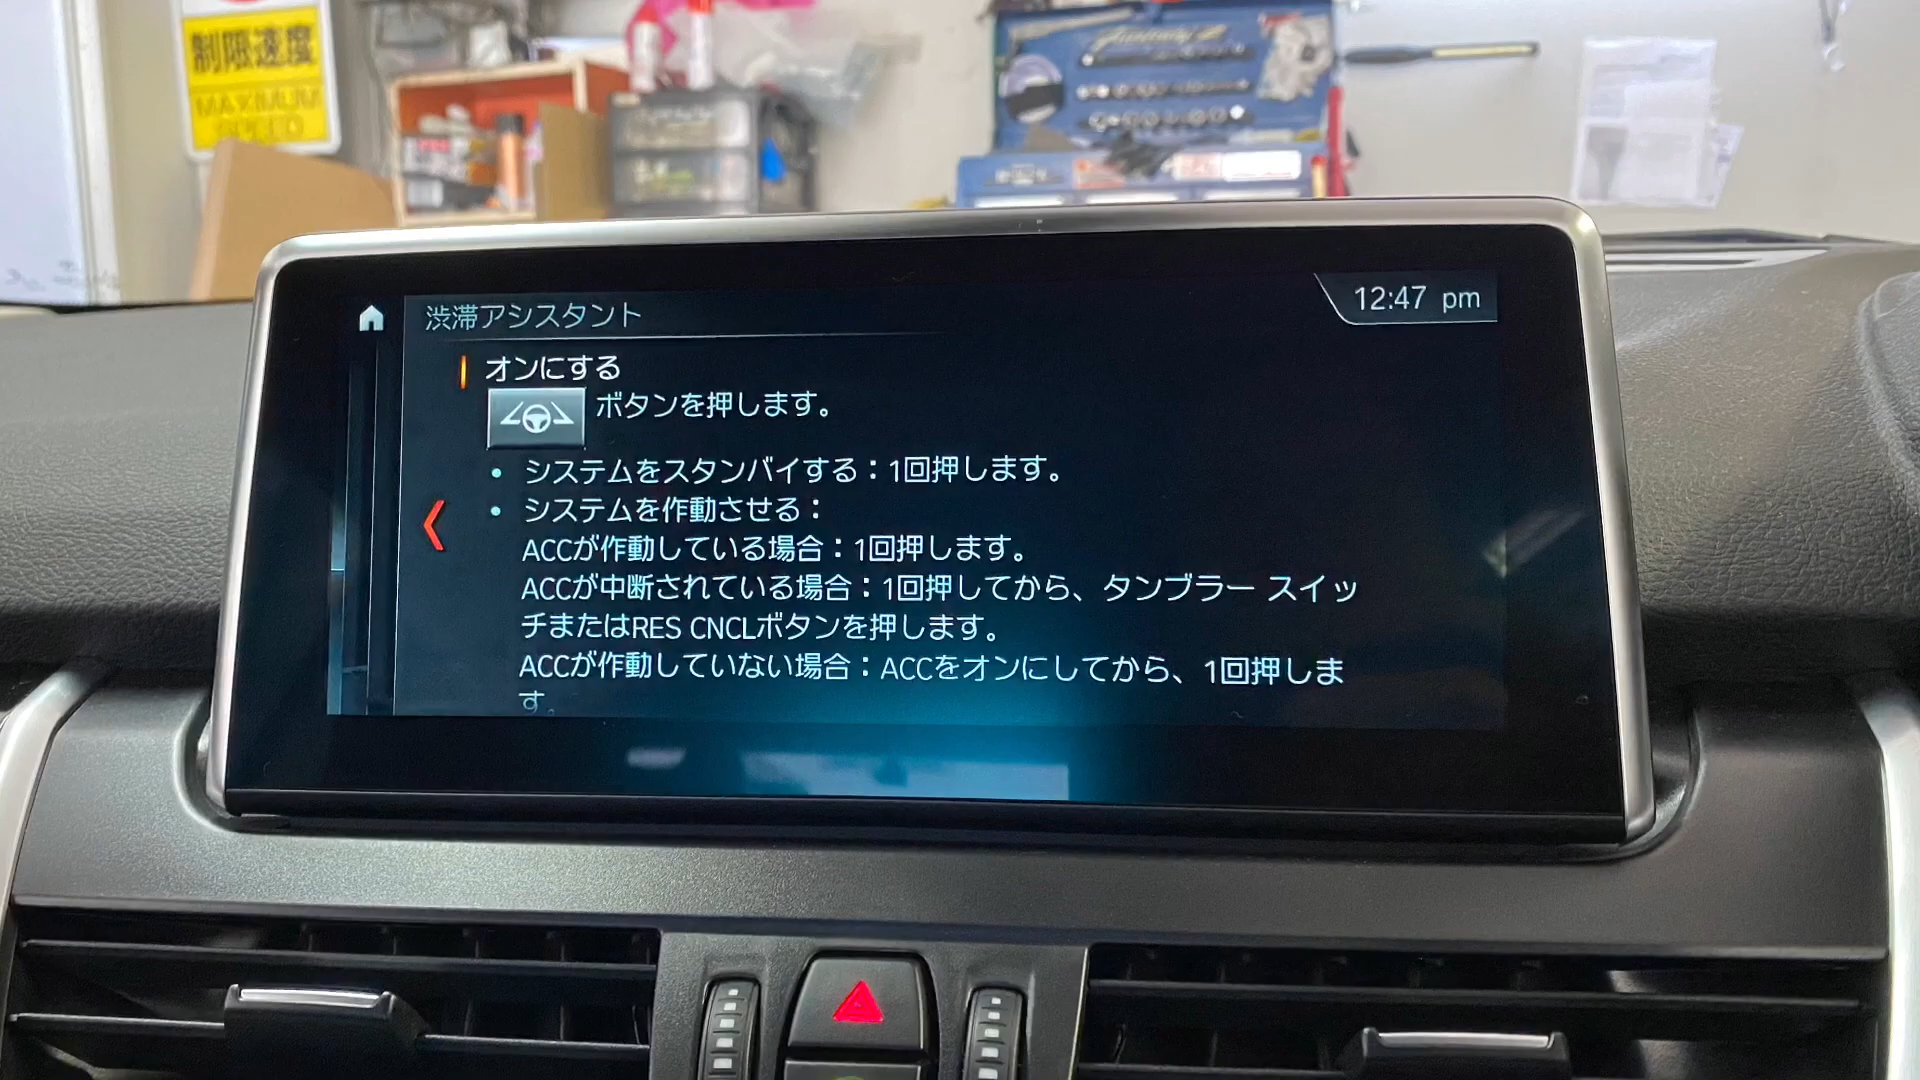 制限速度
MAXIMUM
SPEED
12:47 pm
渋滞アシスタント
オンにする
ボタンを押します。
• システムをスタンバイする：1回押します。
• システムを作動させる：
ACCが作動している場合：1回押します。
ACCが中断されている場合：1回押してから、タンブラー スイッ
チまたはRES CNCLボタンを押します。
ACCが作動していない場合：ACCをオンにしてから、1回押しま
す。